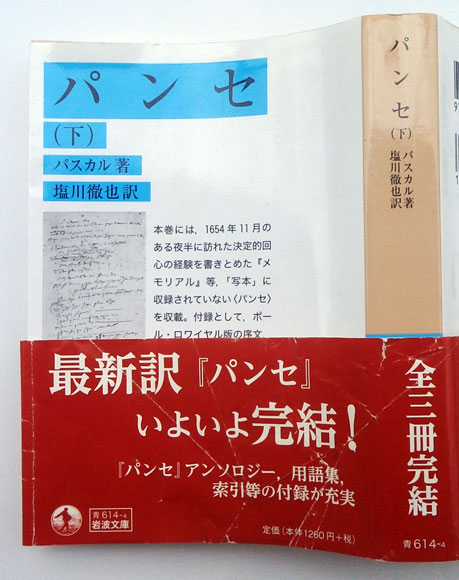 パンセ
(下)
パスカル著
塩川徹也訳
本巻には,1654年11月の
ある夜半に訪れた決定的回
心の経験を書きとめた『メ
モリアル』等,「写本」に
収録されていない〈パンセ〉
を収載。付録として,ポー
ル・ロワイヤル版の序文
最新訳『パンセ』
いよいよ完結!
『パンセ』アンソロジー,用語集,
索引等の付録が充実
青 614-4
岩波文庫
定価(本体1260円+税)
パンセ(下)
パスカル著
塩川徹也訳
全三冊完結
青 614-4